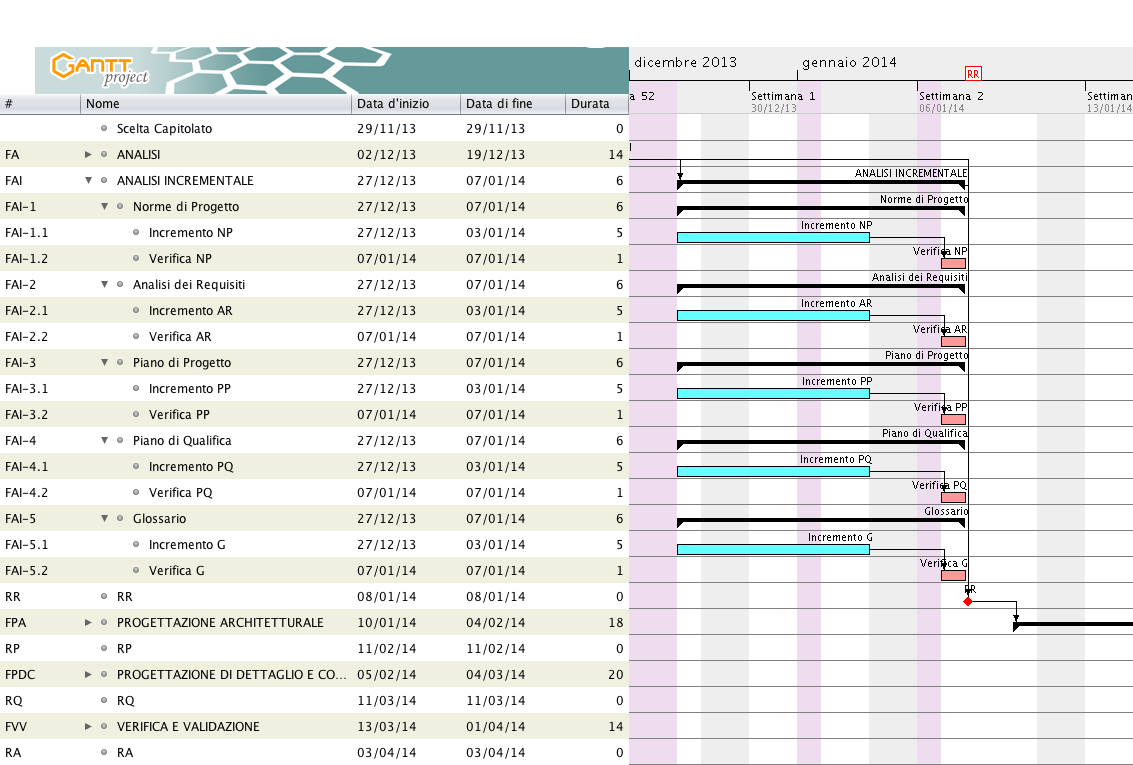 GANTT project
dicembre 2013 gennaio 2014
RR
# Nome Data d'inizio Data di fine Durata
a 52 Settimana 1 Settimana 2 Settiman
30/12/13 06/01/14 13/01/14
Scelta Capitolato 29/11/13 29/11/13 0
FA ANALISI 02/12/13 19/12/13 14
FAI ANALISI INCREMENTALE 27/12/13 07/01/14 6 ANALISI INCREMENTALE
FAI-1 Norme di Progetto 27/12/13 07/01/14 6 Norme di Progetto
FAI-1.1 Incremento NP 27/12/13 03/01/14 5 Incremento NP
FAI-1.2 Verifica NP 07/01/14 07/01/14 1 Verifica NP
FAI-2 Analisi dei Requisiti 27/12/13 07/01/14 6 Analisi dei Requisiti
FAI-2.1 Incremento AR 27/12/13 03/01/14 5 Incremento AR
FAI-2.2 Verifica AR 07/01/14 07/01/14 1 Verifica AR
FAI-3 Piano di Progetto 27/12/13 07/01/14 6 Piano di Progetto
FAI-3.1 Incremento PP 27/12/13 03/01/14 5 Incremento PP
FAI-3.2 Verifica PP 07/01/14 07/01/14 1 Verifica PP
FAI-4 Piano di Qualifica 27/12/13 07/01/14 6 Piano di Qualifica
FAI-4.1 Incremento PQ 27/12/13 03/01/14 5 Incremento PQ
FAI-4.2 Verifica PQ 07/01/14 07/01/14 1 Verifica PQ
FAI-5 Glossario 27/12/13 07/01/14 6 Glossario
FAI-5.1 Incremento G 27/12/13 03/01/14 5 Incremento G
FAI-5.2 Verifica G 07/01/14 07/01/14 1 Verifica G
RR RR 08/01/14 08/01/14 0 RR
FPA PROGETTAZIONE ARCHITETTURALE 10/01/14 04/02/14 18
RP RP 11/02/14 11/02/14 0
FPDC PROGETTAZIONE DI DETTAGLIO E CO... 05/02/14 04/03/14 20
RQ RQ 11/03/14 11/03/14 0
FVV VERIFICA E VALIDAZIONE 13/03/14 01/04/14 14
RA RA 03/04/14 03/04/14 0